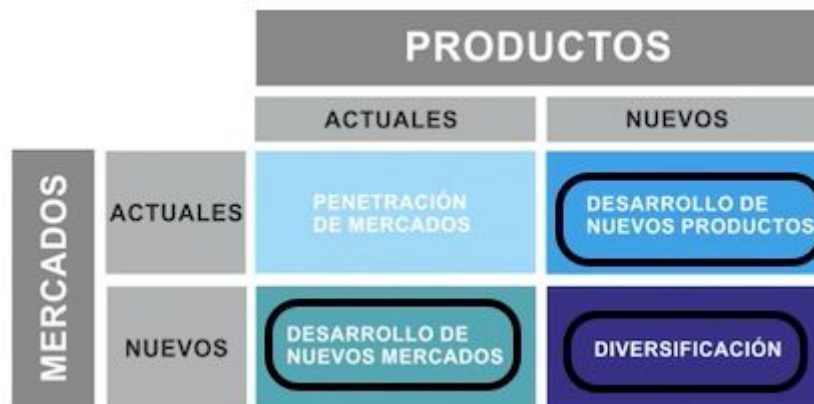 PRODUCTOS
ACTUALES
NUEVOS
MERCADOS
ACTUALES
PENETRACIÓN
DE MERCADOS
DESARROLLO DE
NUEVOS PRODUCTOS
NUEVOS
DESARROLLO DE
NUEVOS MERCADOS
DIVERSIFICACIÓN